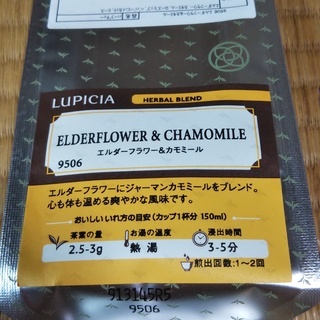 LUPICIA
HERBAL BLEND
ELDERFLOWER & CHAMOMILE
エルダーフラワー&カモミール
9506
エルダーフラワーにジャーマンカモミールをブレンド。
心も体も温める爽やかな風味です。
おいしいいれ方の目安(カップ1杯分 150ml)
茶葉の量 お湯の温度 浸出時間
2.5-3g 熱湯 3-5分
煎出回数:1〜2回
913145R5
9506